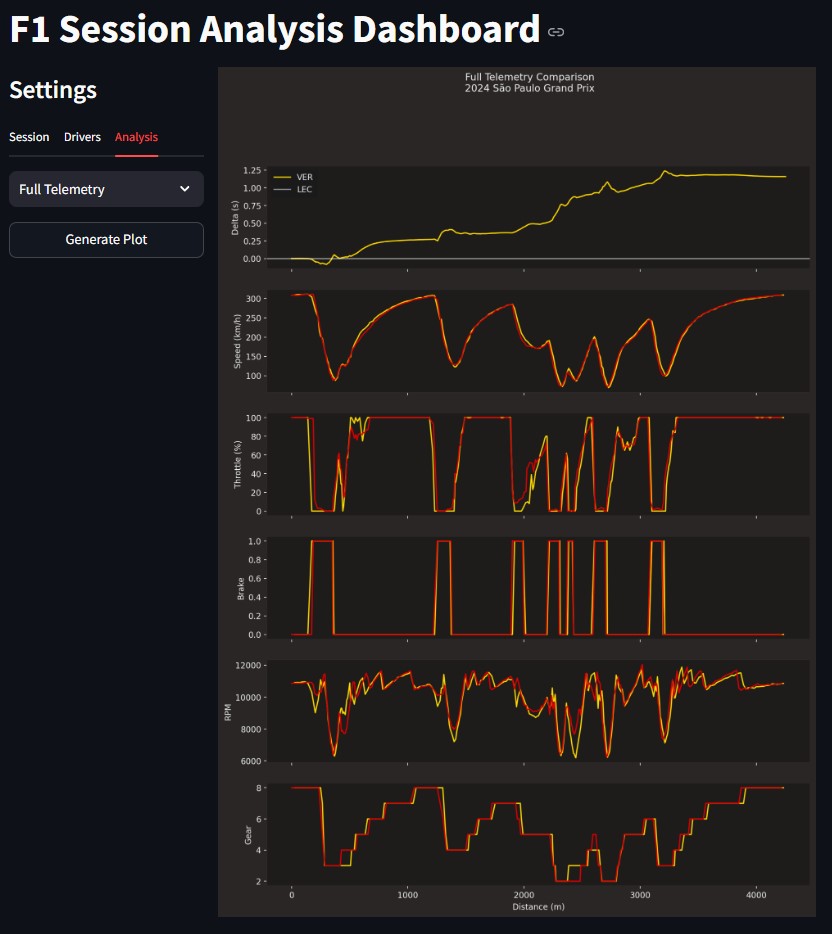 F1 Session Analysis Dashboard
Settings
Session Drivers Analysis
Full Telemetry
Generate Plot
Full Telemetry Comparison
2024 São Paulo Grand Prix
VER
LEC
Delta (s)
1.25
1.00
0.75
0.50
0.25
0.00
Speed (km/h)
300
250
200
150
100
Throttle (%)
100
80
60
40
20
0
Brake
1.0
0.8
0.6
0.4
0.2
0.0
RPM
12000
10000
8000
6000
Gear
8
6
4
2
0 1000 2000 3000 4000
Distance (m)